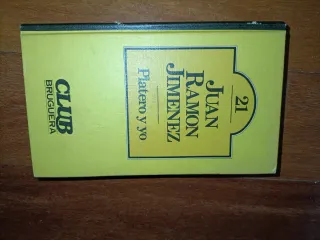 21
JUAN
RAMON
JIMENEZ
Platero y yo
CLUB
BRUGUERA